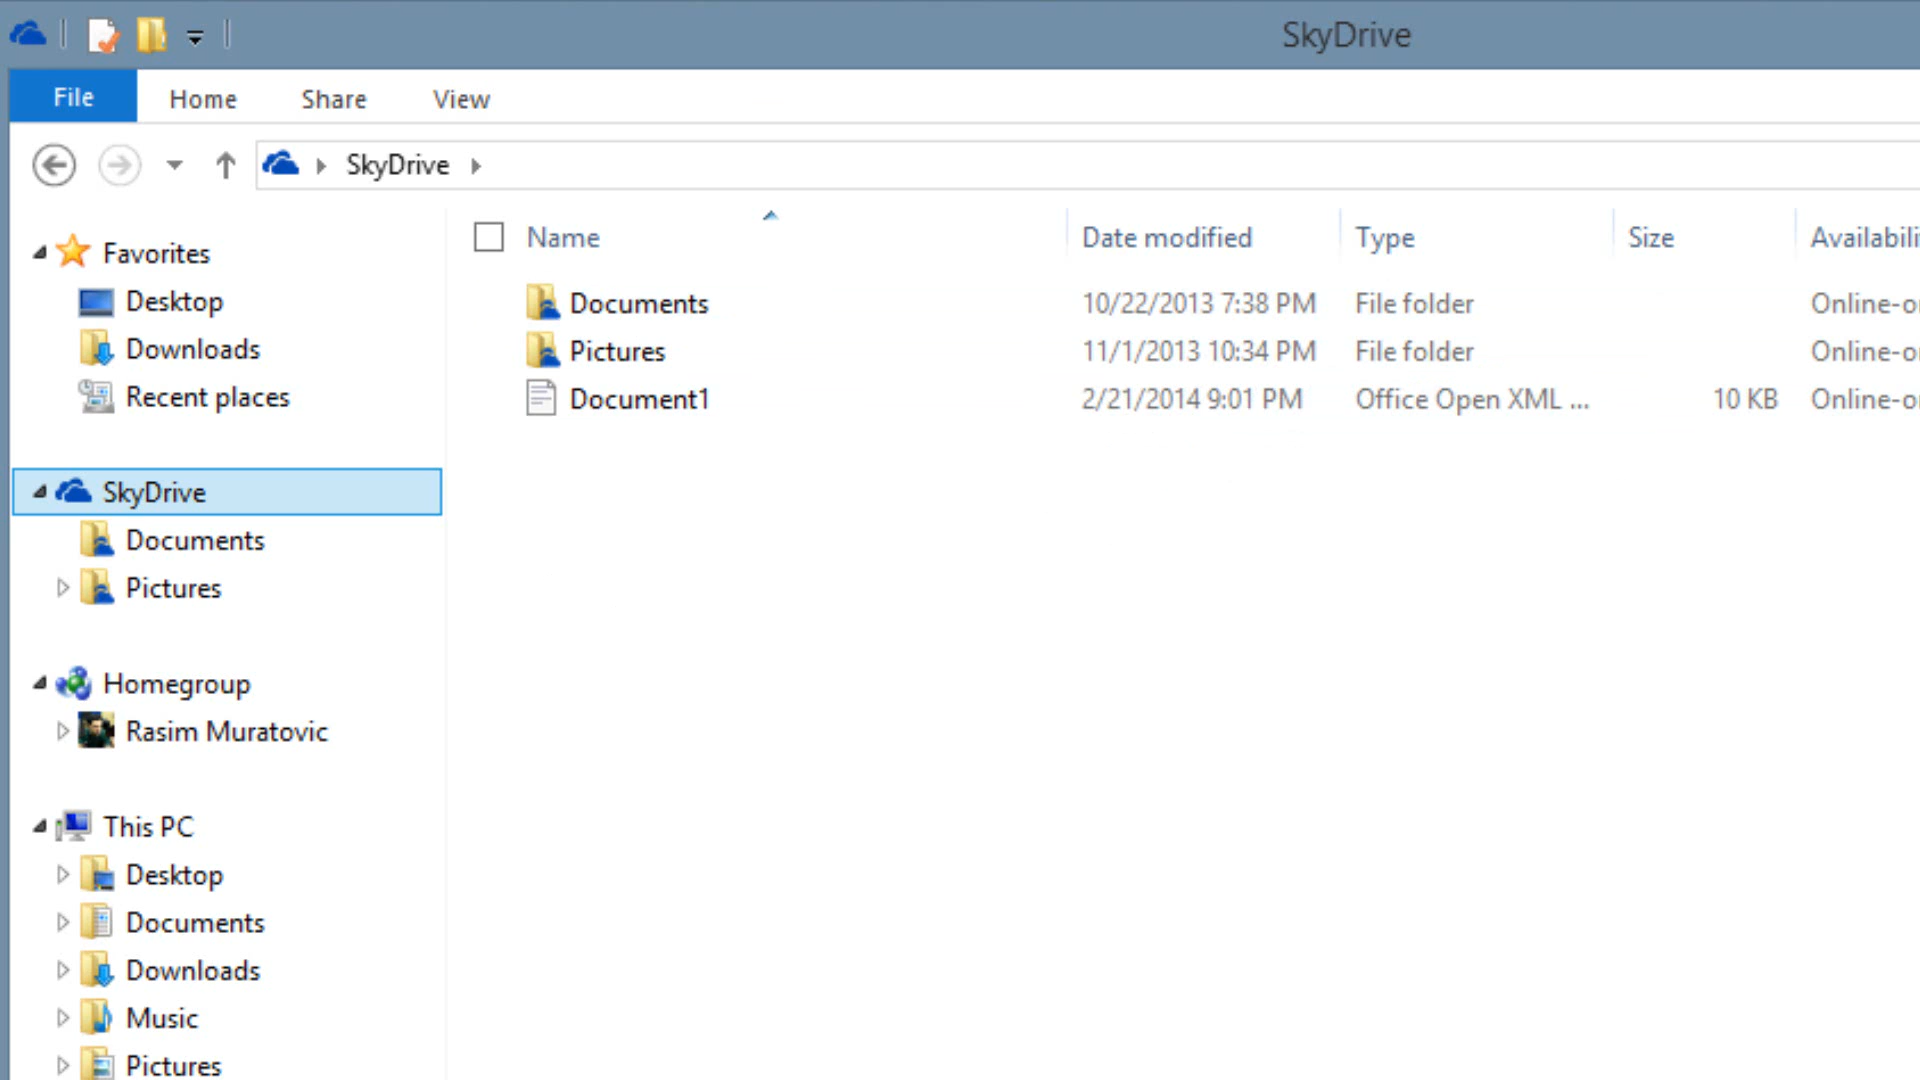 SkyDrive
File Home Share View
SkyDrive
Name Date modified Type Size Availabili
Favorites
Desktop
Downloads
Recent places
SkyDrive
Documents
Pictures
Homegroup
Rasim Muratovic
This PC
Desktop
Documents
Downloads
Music
Pictures
Documents 10/22/2013 7:38 PM File folder Online-o
Pictures 11/1/2013 10:34 PM File folder Online-o
Document1 2/21/2014 9:01 PM Office Open XML ... 10 KB Online-o